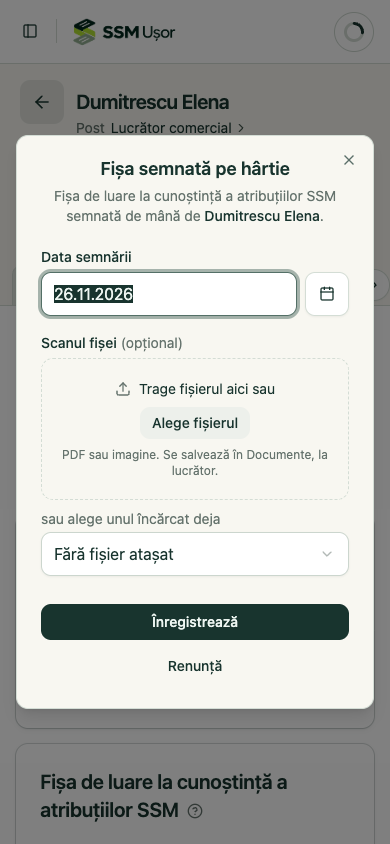 SSM Ușor
Dumitrescu Elena
Post Lucrător comercial
Fișa semnată pe hârtie
Fișa de luare la cunoștință a atribuțiilor SSM
semnată de mână de Dumitrescu Elena.
Data semnării
26.11.2026
Scanul fișei (opțional)
Trage fișierul aici sau
Alege fișierul
PDF sau imagine. Se salvează în Documente, la
lucrător.
sau alege unul încărcat deja
Fără fișier atașat
Înregistrează
Renunță
Fișa de luare la cunoștință a
atribuțiilor SSM